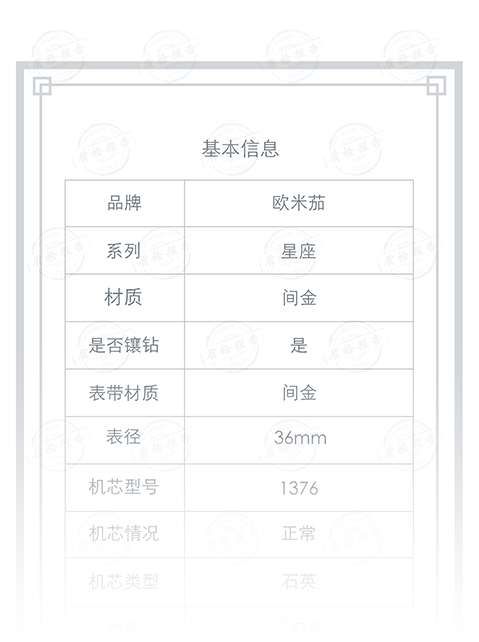 基本信息
品牌 欧米茄
系列 星座
材质 间金
是否镶钻 是
表带材质 间金
表径 36mm
机芯型号 1376
机芯情况 正常
机芯类型 石英